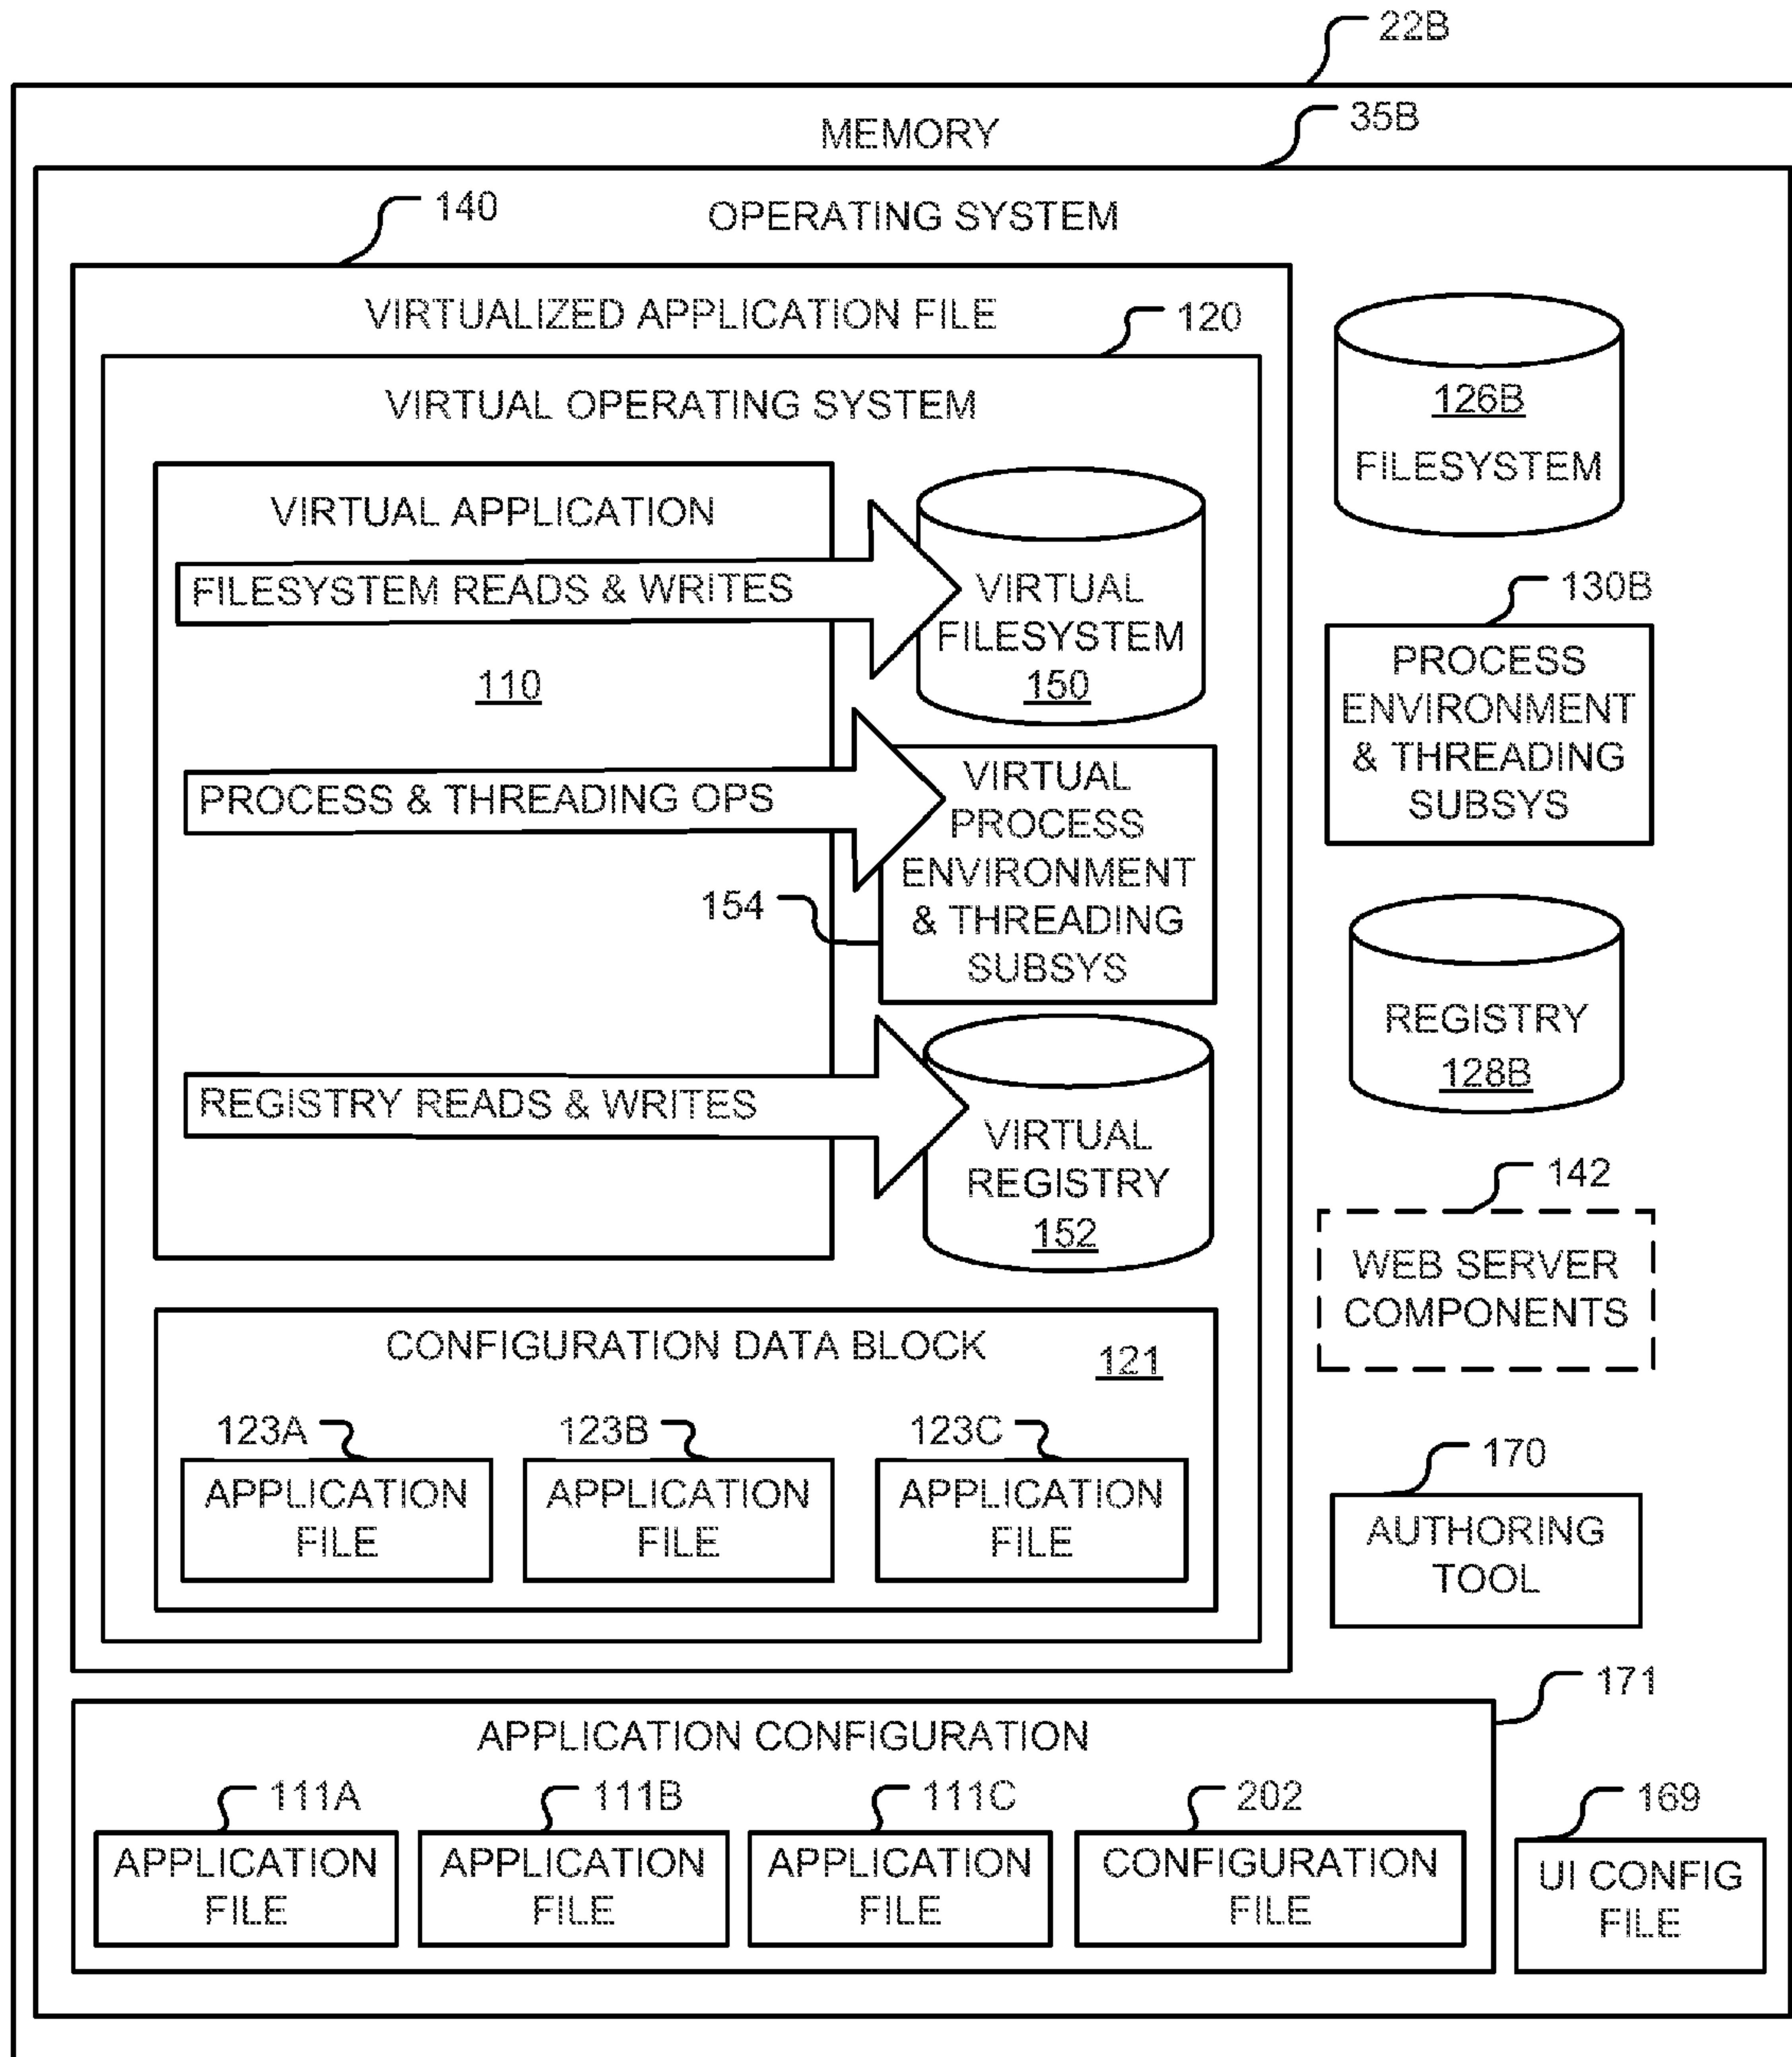 22B
MEMORY
35B
OPERATING SYSTEM
140
VIRTUALIZED APPLICATION FILE
120
VIRTUAL OPERATING SYSTEM
VIRTUAL APPLICATION
FILESYSTEM READS & WRITES
110
PROCESS & THREADING OPS
REGISTRY READS & WRITES
VIRTUAL
FILESYSTEM
150
VIRTUAL
PROCESS
ENVIRONMENT
& THREADING
SUBSYS
154
VIRTUAL
REGISTRY
152
CONFIGURATION DATA BLOCK
121
123A
APPLICATION
FILE
123B
APPLICATION
FILE
123C
APPLICATION
FILE
126B
FILESYSTEM
130B
PROCESS
ENVIRONMENT
& THREADING
SUBSYS
REGISTRY
128B
142
WEB SERVER
COMPONENTS
170
AUTHORING
TOOL
171
APPLICATION CONFIGURATION
111A
APPLICATION
FILE
111B
APPLICATION
FILE
111C
APPLICATION
FILE
202
CONFIGURATION
FILE
169
UI CONFIG
FILE